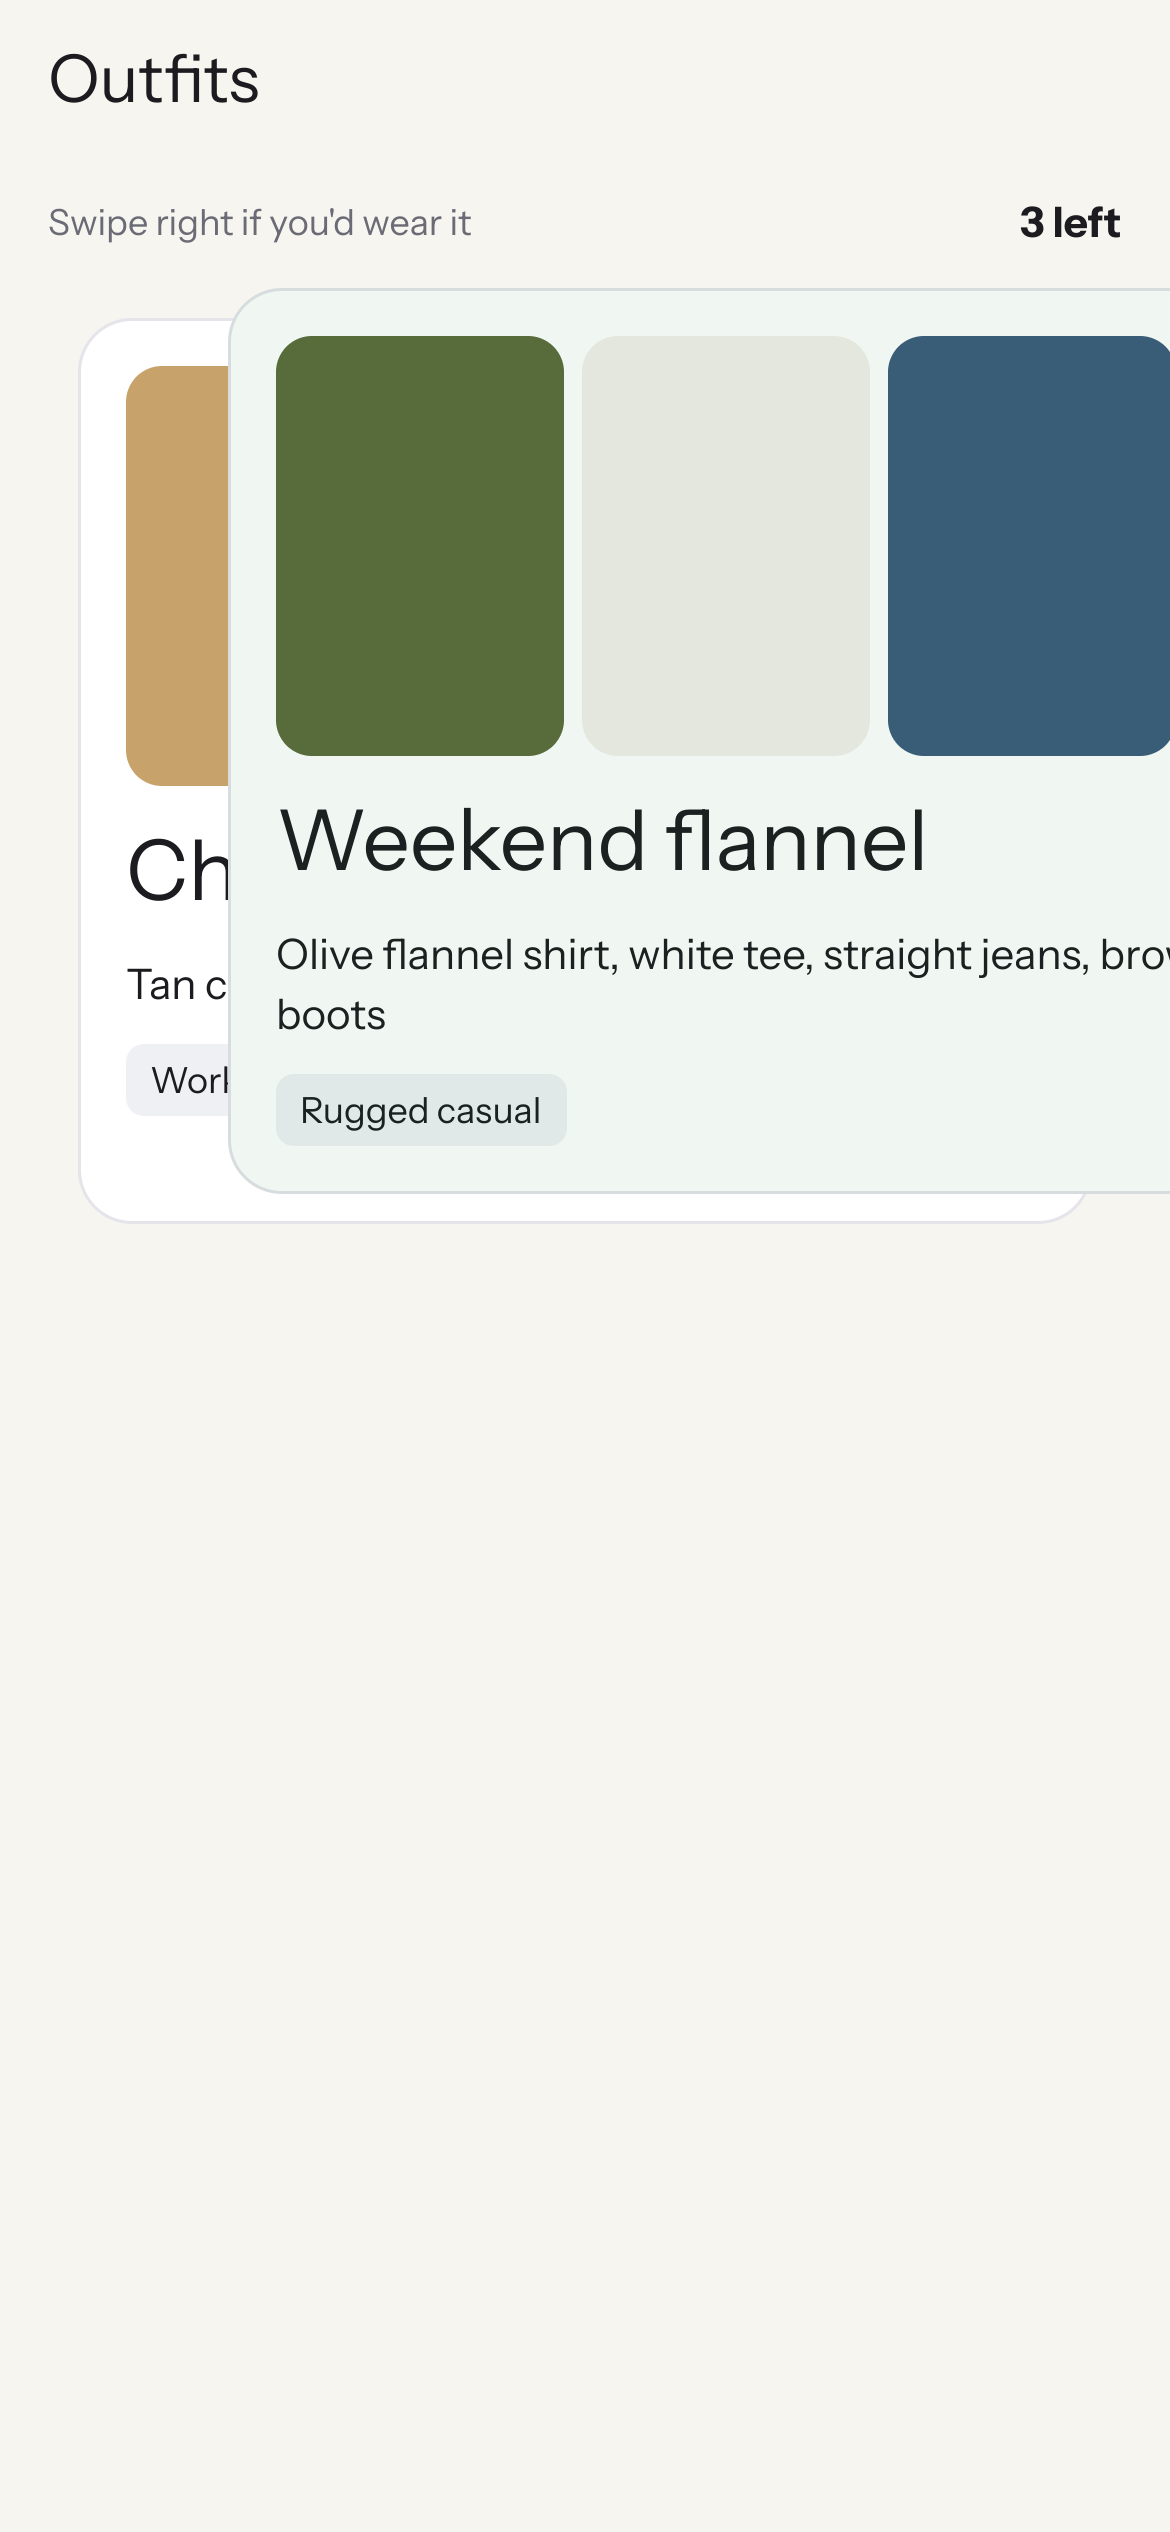 Outfits
Swipe right if you'd wear it
3 left
Weekend flannel
Olive flannel shirt, white tee, straight jeans,
boots
Rugged casual
Tan